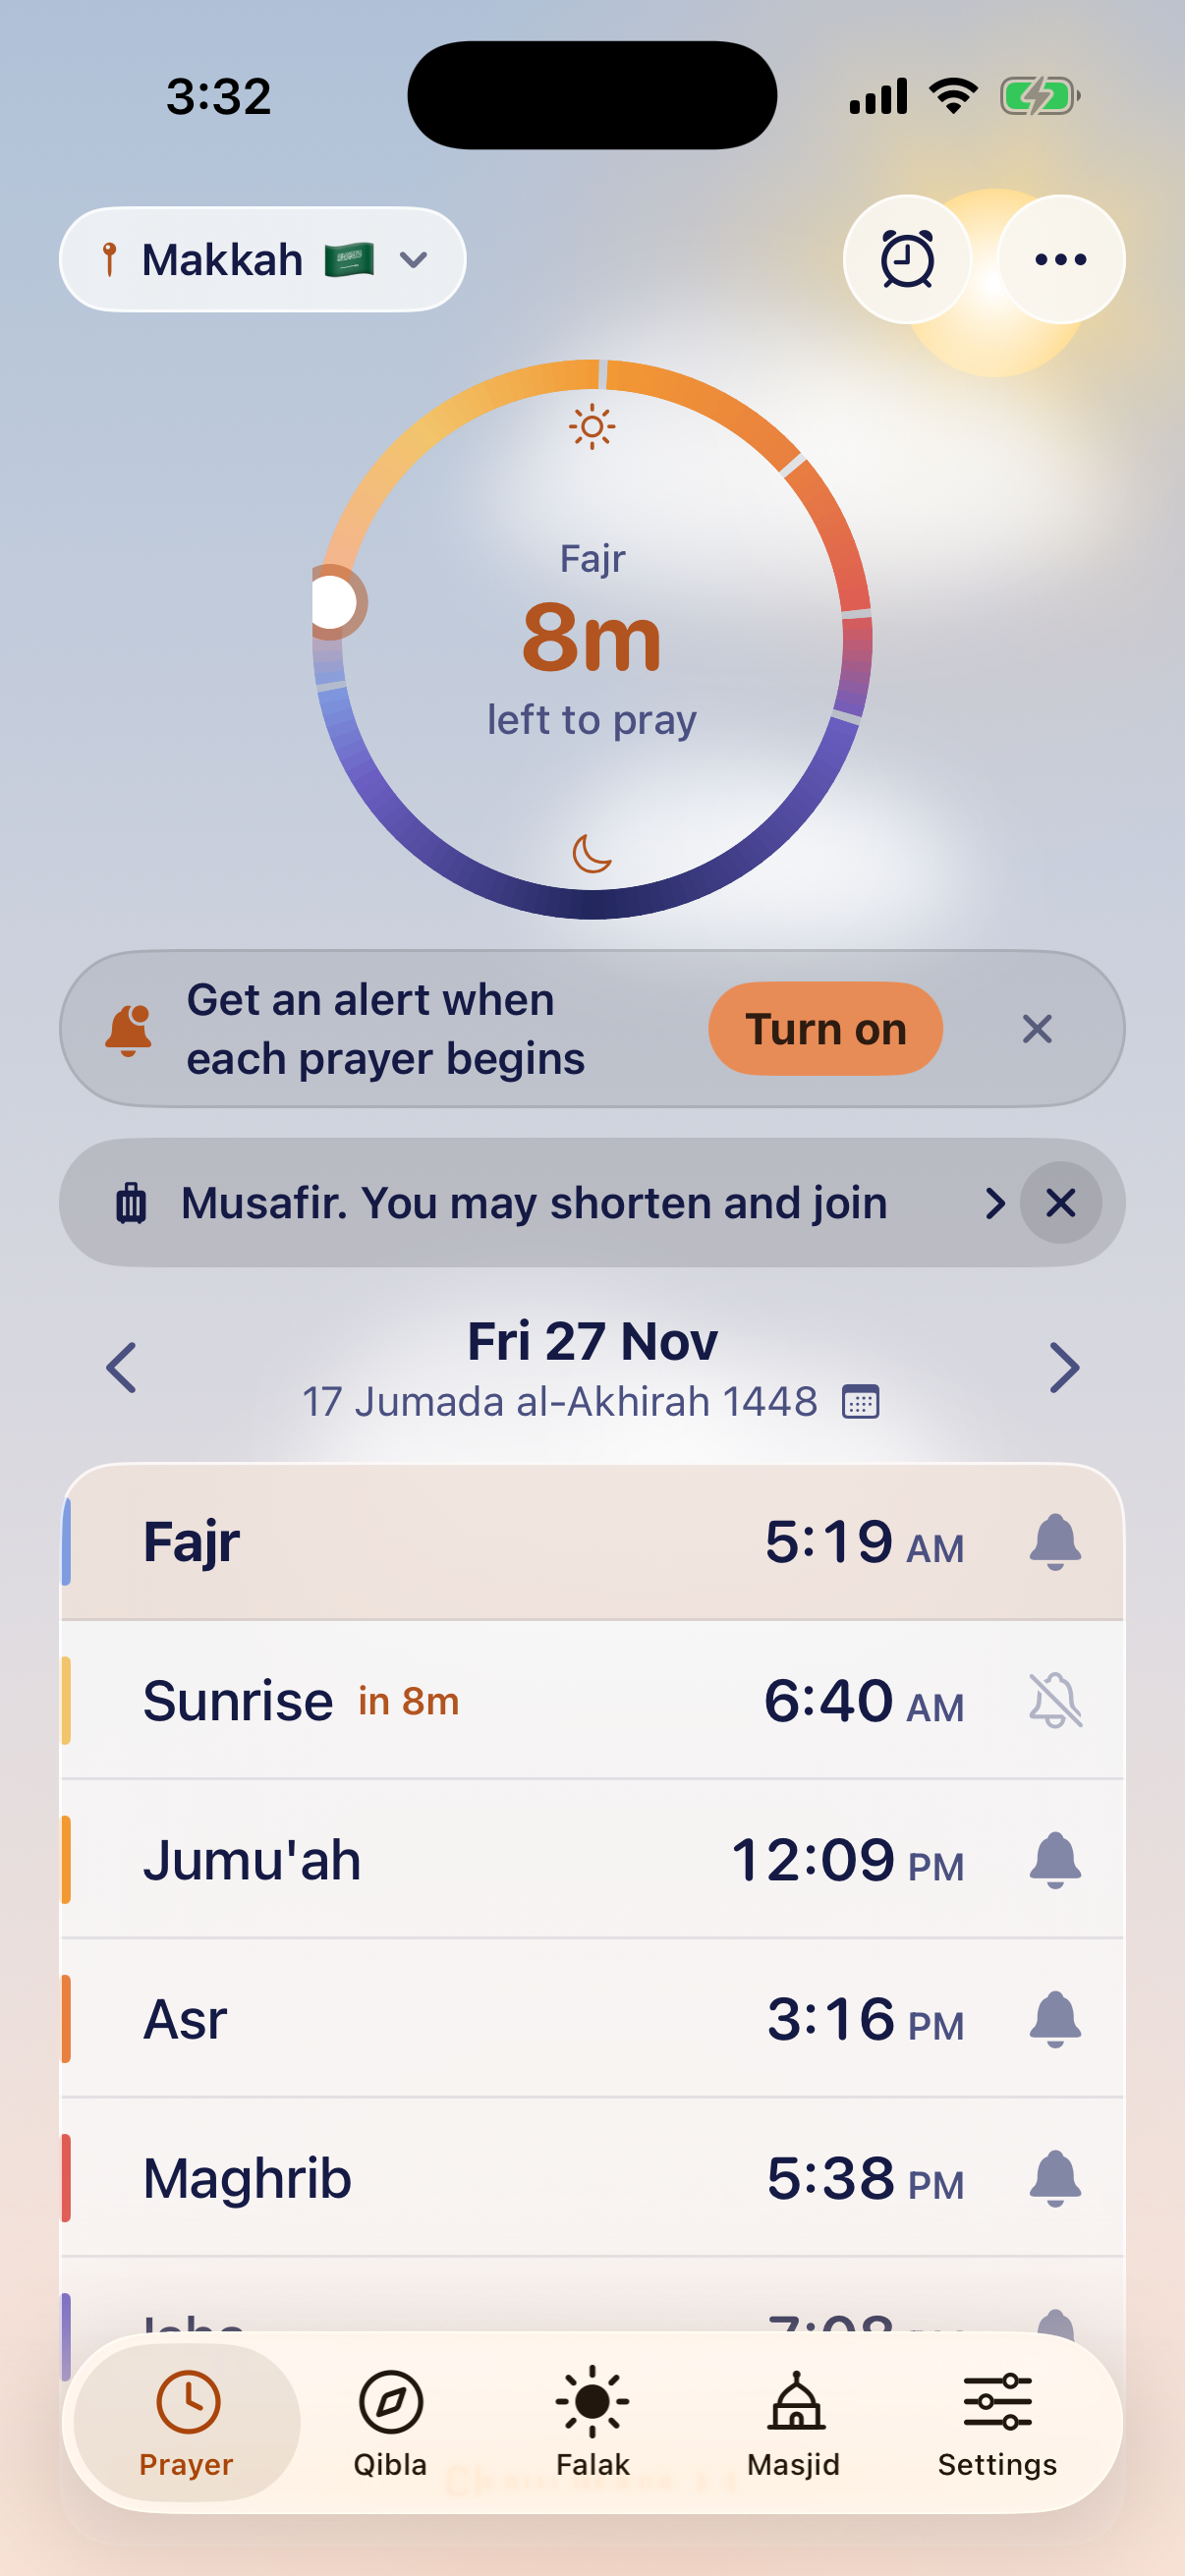 3:32
Makkah
Fajr
8m
left to pray
Get an alert when
each prayer begins
Turn on
Musafir. You may shorten and join
Fri 27 Nov
17 Jumada al-Akhirah 1448
Fajr 5:19 AM
Sunrise in 8m 6:40 AM
Jumu'ah 12:09 PM
Asr 3:16 PM
Maghrib 5:38 PM
Prayer Qibla Falak Masjid Settings